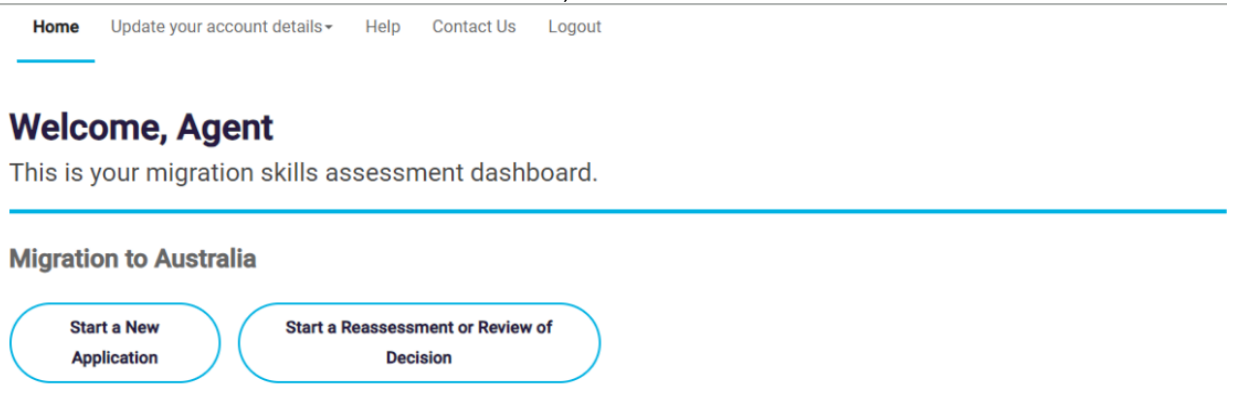 Home Update your account details Help Contact Us Logout
Welcome, Agent
This is your migration skills assessment dashboard.
Migration to Australia
Start a New
Application
Start a Reassessment or Review of
Decision